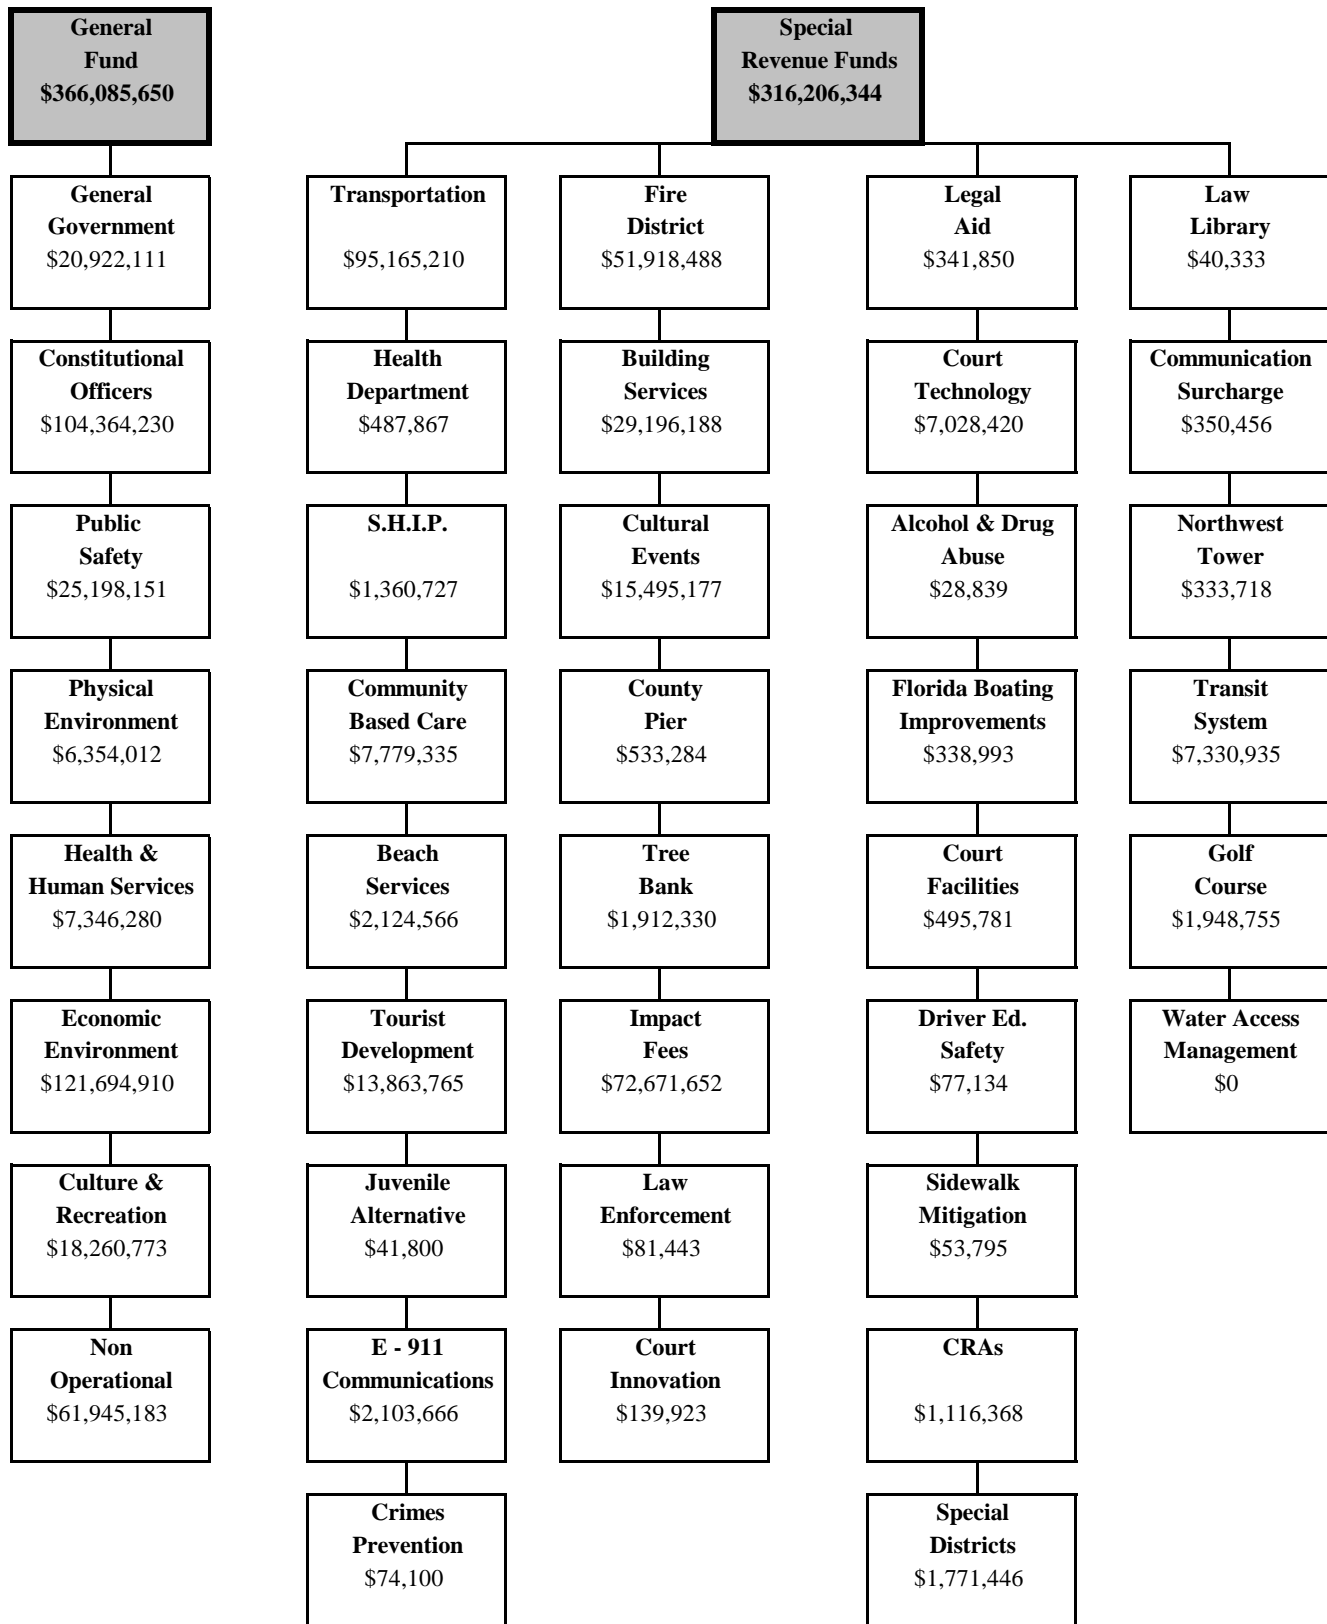 General
Fund
$366,085,650
Special
Revenue Funds
$316,206,344
General
Government
$20,922,111
Constitutional
Officers
$104,364,230
Public
Safety
$25,198,151
Physical
Environment
$6,354,012
Health &
Human Services
$7,346,280
Economic
Environment
$121,694,910
Culture &
Recreation
$18,260,773
Non
Operational
$61,945,183
Transportation
$95,165,210
Health
Department
$487,867
S.H.I.P.
$1,360,727
Community
Based Care
$7,779,335
Beach
Services
$2,124,566
Tourist
Development
$13,863,765
Juvenile
Alternative
$41,800
E - 911
Communications
$2,103,666
Crimes
Prevention
$74,100
Fire
District
$51,918,488
Building
Services
$29,196,188
Cultural
Events
$15,495,177
County
Pier
$533,284
Tree
Bank
$1,912,330
Impact
Fees
$72,671,652
Law
Enforcement
$81,443
Court
Innovation
$139,923
Legal
Aid
$341,850
Court
Technology
$7,028,420
Alcohol & Drug
Abuse
$28,839
Florida Boating
Improvements
$338,993
Court
Facilities
$495,781
Driver Ed.
Safety
$77,134
Sidewalk
Mitigation
$53,795
CRAs
$1,116,368
Special
Districts
$1,771,446
Law
Library
$40,333
Communication
Surcharge
$350,456
Northwest
Tower
$333,718
Transit
System
$7,330,935
Golf
Course
$1,948,755
Water Access
Management
$0